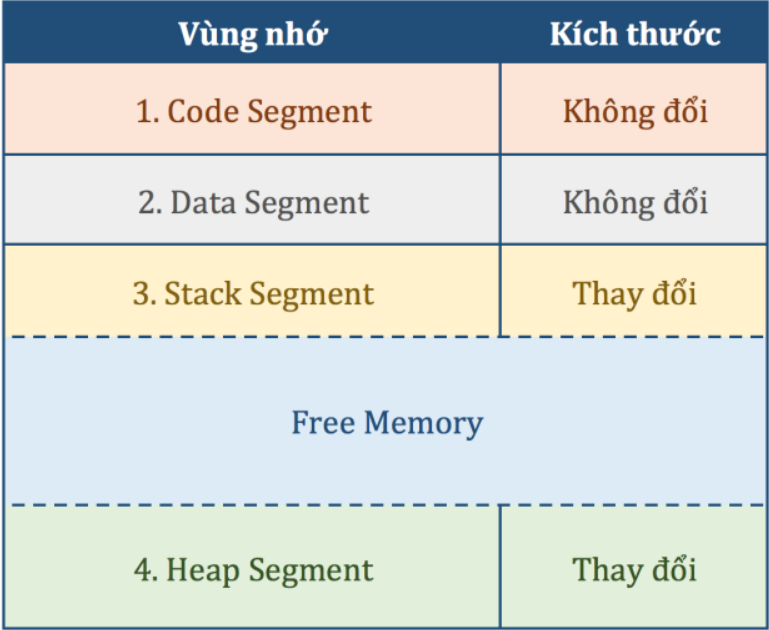 Vùng nhớ Kích thước
1. Code Segment Không đổi
2. Data Segment Không đổi
3. Stack Segment Thay đổi
Free Memory
4. Heap Segment Thay đổi